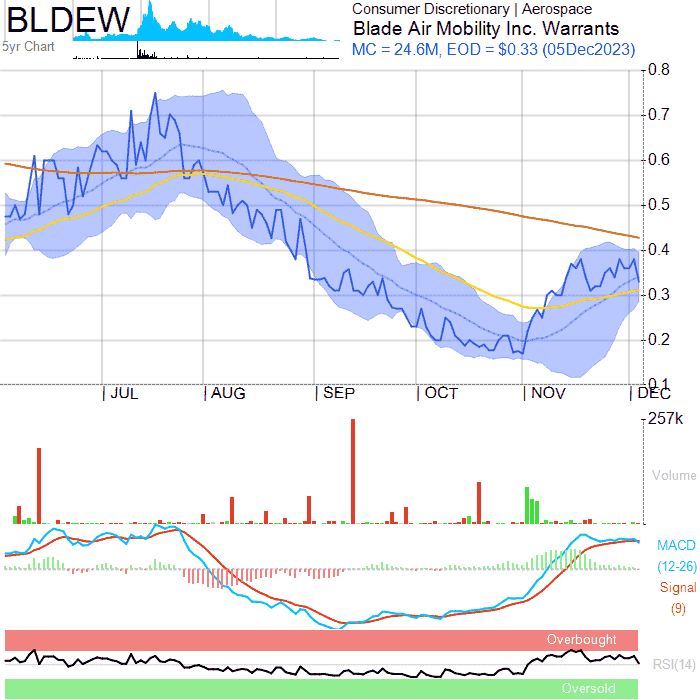 BLDEW
5yr Chart
Consumer Discretionary | Aerospace
Blade Air Mobility Inc. Warrants
MC = 24.6M, EOD = $0.33 (05Dec2023)
0.8
0.7
0.6
0.5
0.4
0.3
0.2
0.1
JUL AUG SEP OCT NOV DEC
257k
Volume
MACD
(12-26)
Signal
(9)
Overbought
RSI(14)
Oversold